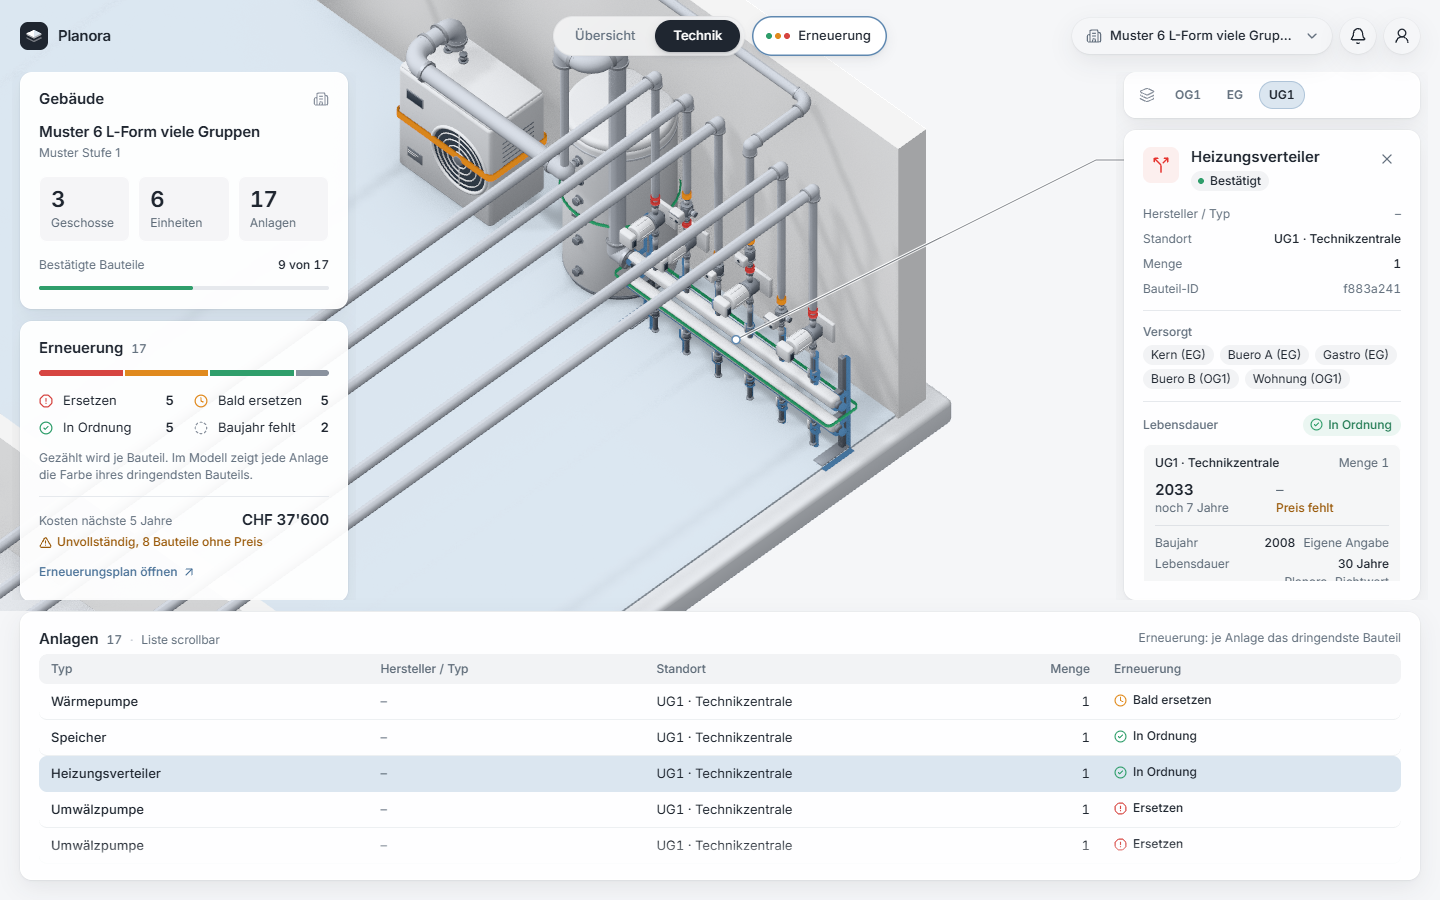 Planora
Übersicht
Technik
Erneuerung
Muster 6 L-Form viele Grup...
Gebäude
Muster 6 L-Form viele Gruppen
Muster Stufe 1
3 6 17
Geschosse Einheiten Anlagen
Bestätigte Bauteile 9 von 17
Erneuerung 17
Ersetzen 5 Bald ersetzen 5
In Ordnung 5 Baujahr fehlt 2
Gezählt wird je Bauteil. Im Modell zeigt jede Anlage
die Farbe ihres dringendsten Bauteils.
Kosten nächste 5 Jahre CHF 37'600
Unvollständig, 8 Bauteile ohne Preis
Erneuerungsplan öffnen
OG1 EG UG1
Heizungsverteiler
Bestätigt
Hersteller / Typ –
Standort UG1 · Technikzentrale
Menge 1
Bauteil-ID f883a241
Versorgt
Kern (EG) Buero A (EG) Gastro (EG)
Buero B (OG1) Wohnung (OG1)
Lebensdauer In Ordnung
UG1 · Technikzentrale Menge 1
2033 –
noch 7 Jahre Preis fehlt
Baujahr 2008 Eigene Angabe
Lebensdauer 30 Jahre
Planora-Richtwert
Anlagen 17 · Liste scrollbar Erneuerung: je Anlage das dringendste Bauteil
Typ Hersteller / Typ Standort Menge Erneuerung
Wärmepumpe – UG1 · Technikzentrale 1 Bald ersetzen
Speicher – UG1 · Technikzentrale 1 In Ordnung
Heizungsverteiler – UG1 · Technikzentrale 1 In Ordnung
Umwälzpumpe – UG1 · Technikzentrale 1 Ersetzen
Umwälzpumpe – UG1 · Technikzentrale 1 Ersetzen